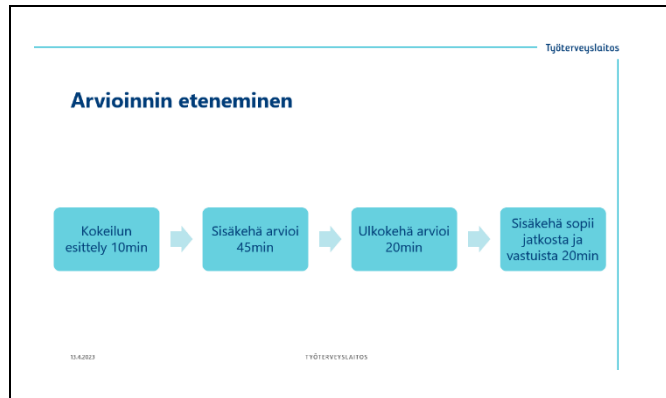 Työterveyslaitos
Arvioinnin eteneminen
Kokeilun
esittely 10min
Sisäkehä arvioi
45min
Ulkokehä arvioi
20min
Sisäkehä sopii
jatkosta ja
vastuista 20min
13.4.2023
TYÖTERVEYSLAITOS